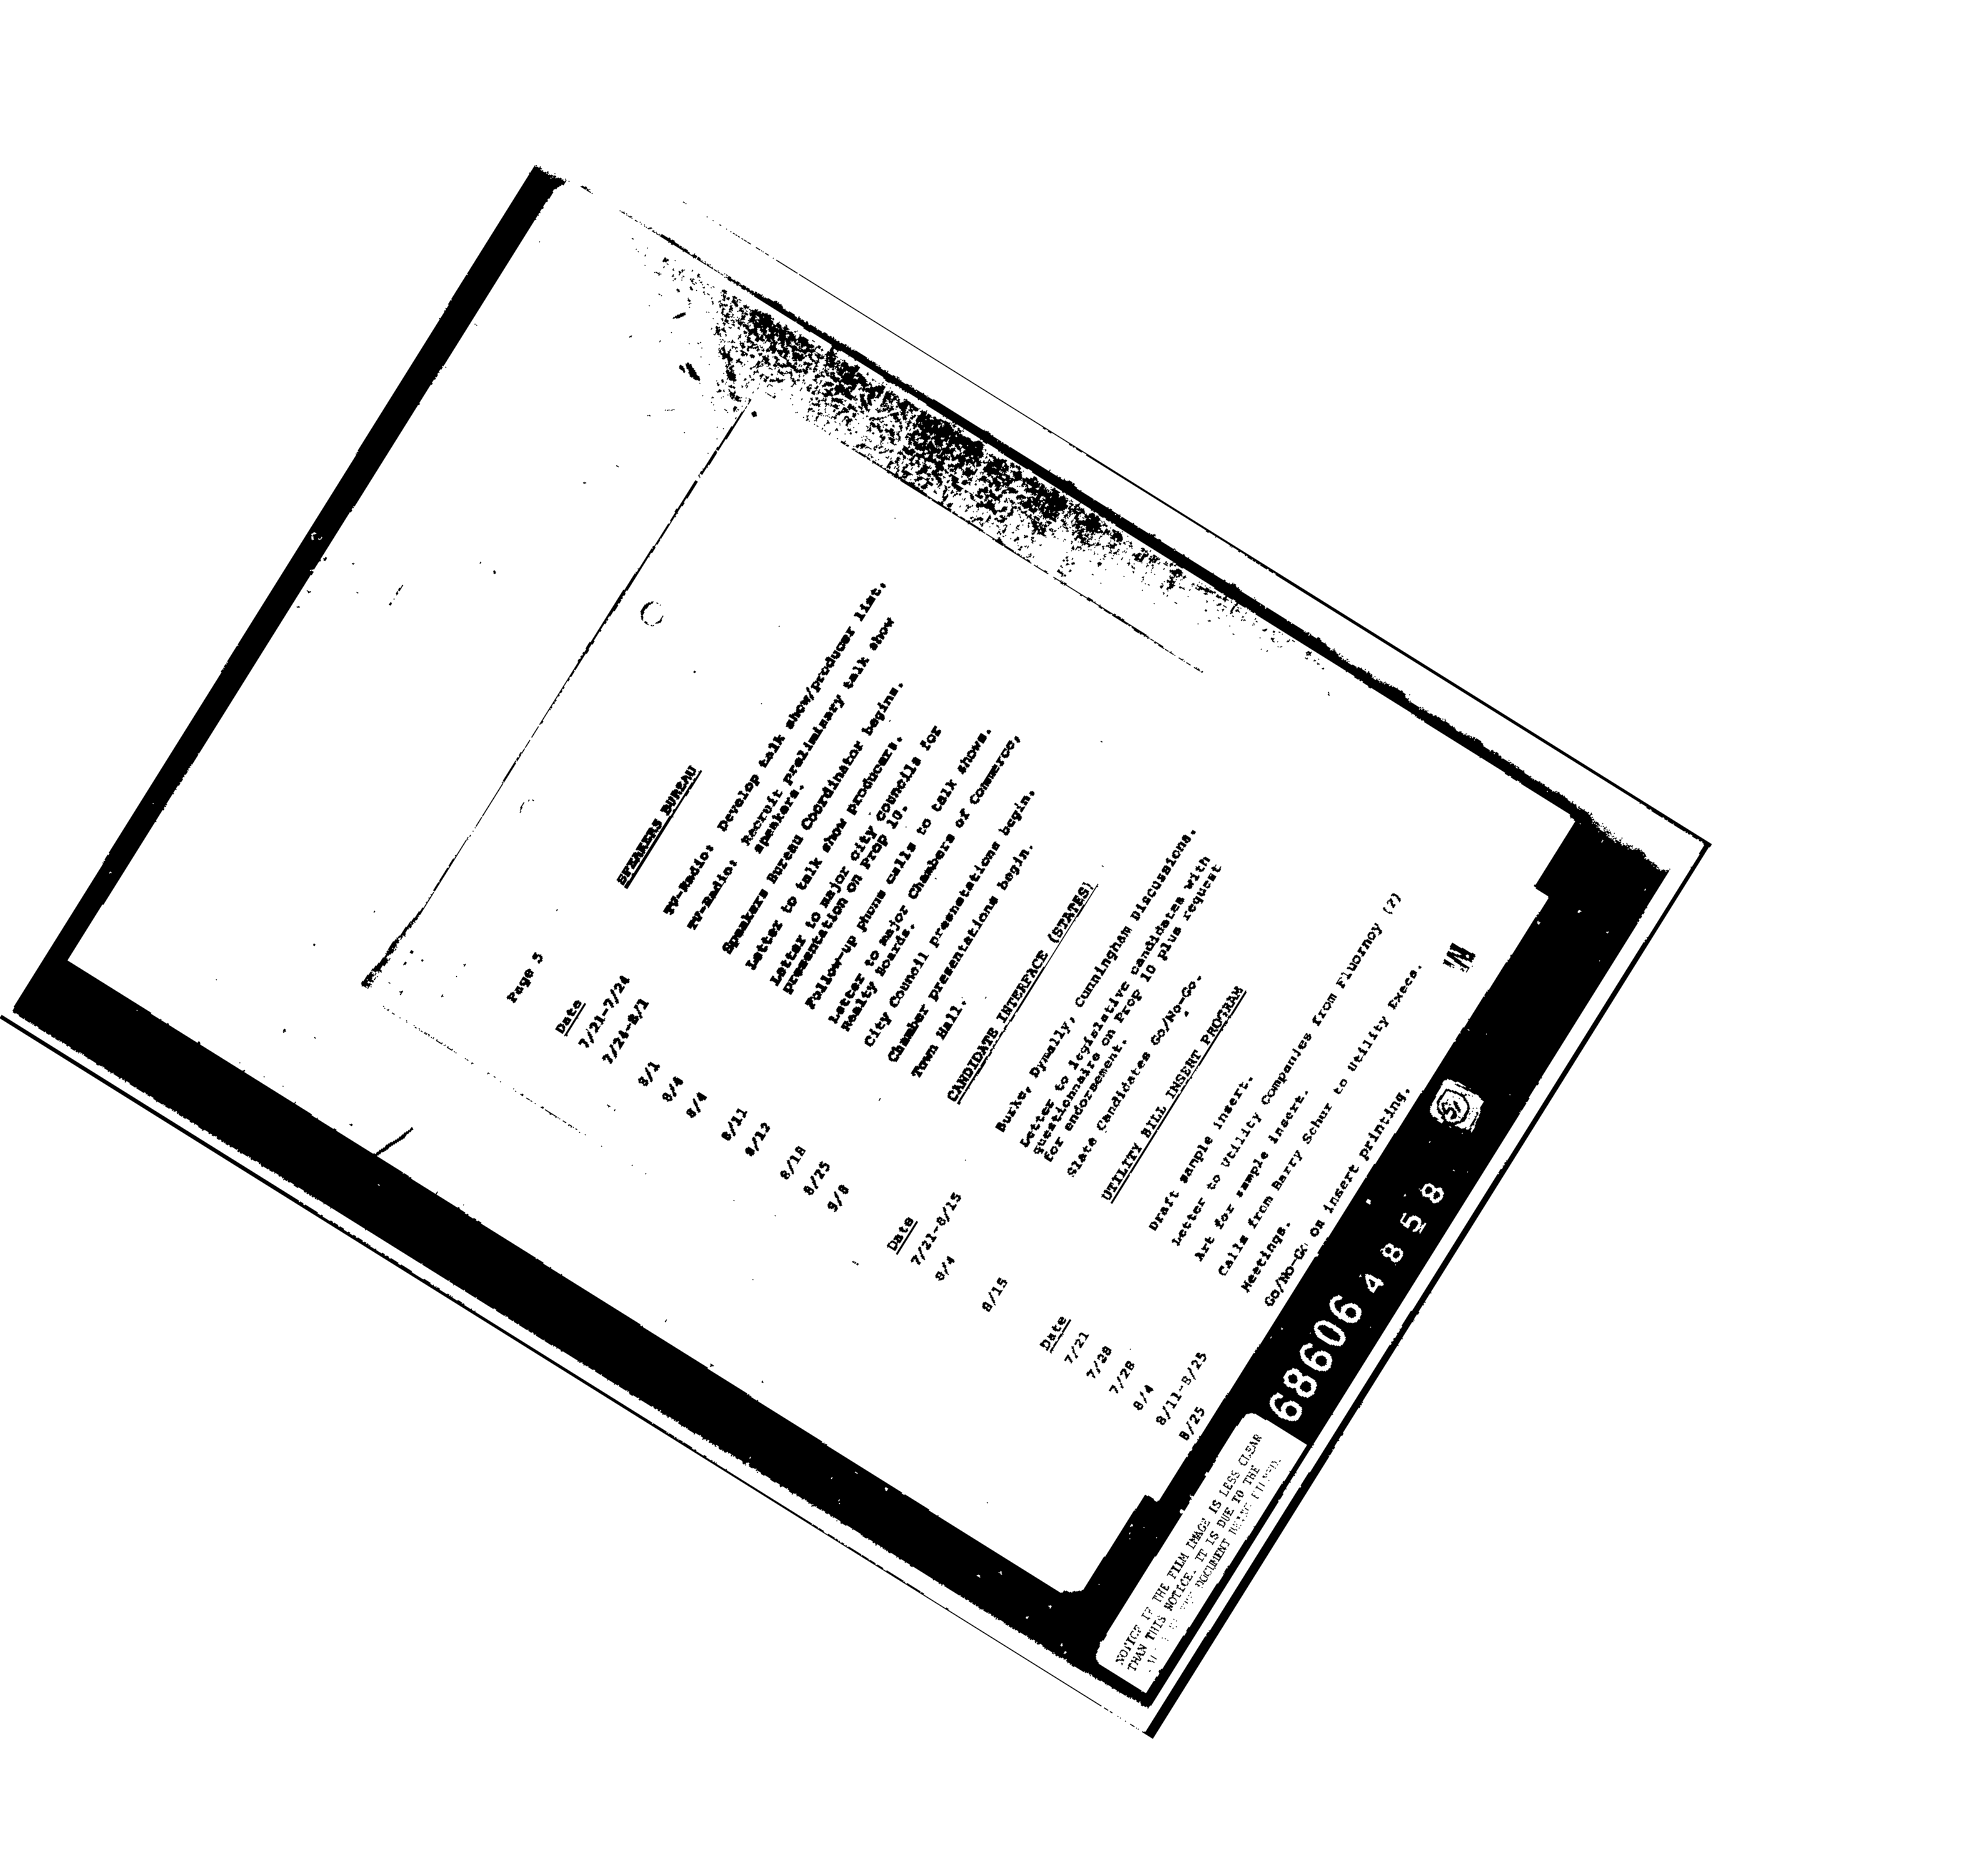 Page 5
SPEAKERS BUREAU
Date
7/21-7/24 TV-Radio: Develop talk show/producer list.
7/24-8/1 TV-Radio: Recruit preliminary talk show
speakers.
8/1 Speakers Bureau Coordinator begins.
8/4 Letter to talk show producers.
8/4 Letter to major city councils for
presentation on Prop 10.
8/11 Follow-up phone calls to talk shows.
8/12 Letter to major Chambers of Commerce,
Realty Boards.
8/18 City Council presentations begin.
8/25 Chamber presentations begin.
9/8 Town Hall.
CANDIDATE INTERFACE (STATES)
Date
7/21-8/15 Burke, Dymally, Cunningham Discussions.
8/4 Letter to legislative candidates with
questionnaire on Prop 10 plus request
for endorsement.
8/15 Slate Candidates Go/No-Go.
UTILITY BILL INSERT PROGRAM
Date
7/21 Draft sample insert.
7/28 Letter to Utility Companies from Fluornoy (2)
7/28 Art for sample insert.
8/4 Calls from Barry Schur to Utility Execs.
8/11-8/25 Meetings.
8/25 Go/No-Go on insert printing.
68606 4858
NOTICE IF THE FILM IMAGE IS LESS CLEAR
THAN THIS NOTICE, IT IS DUE TO THE
DOCUMENT